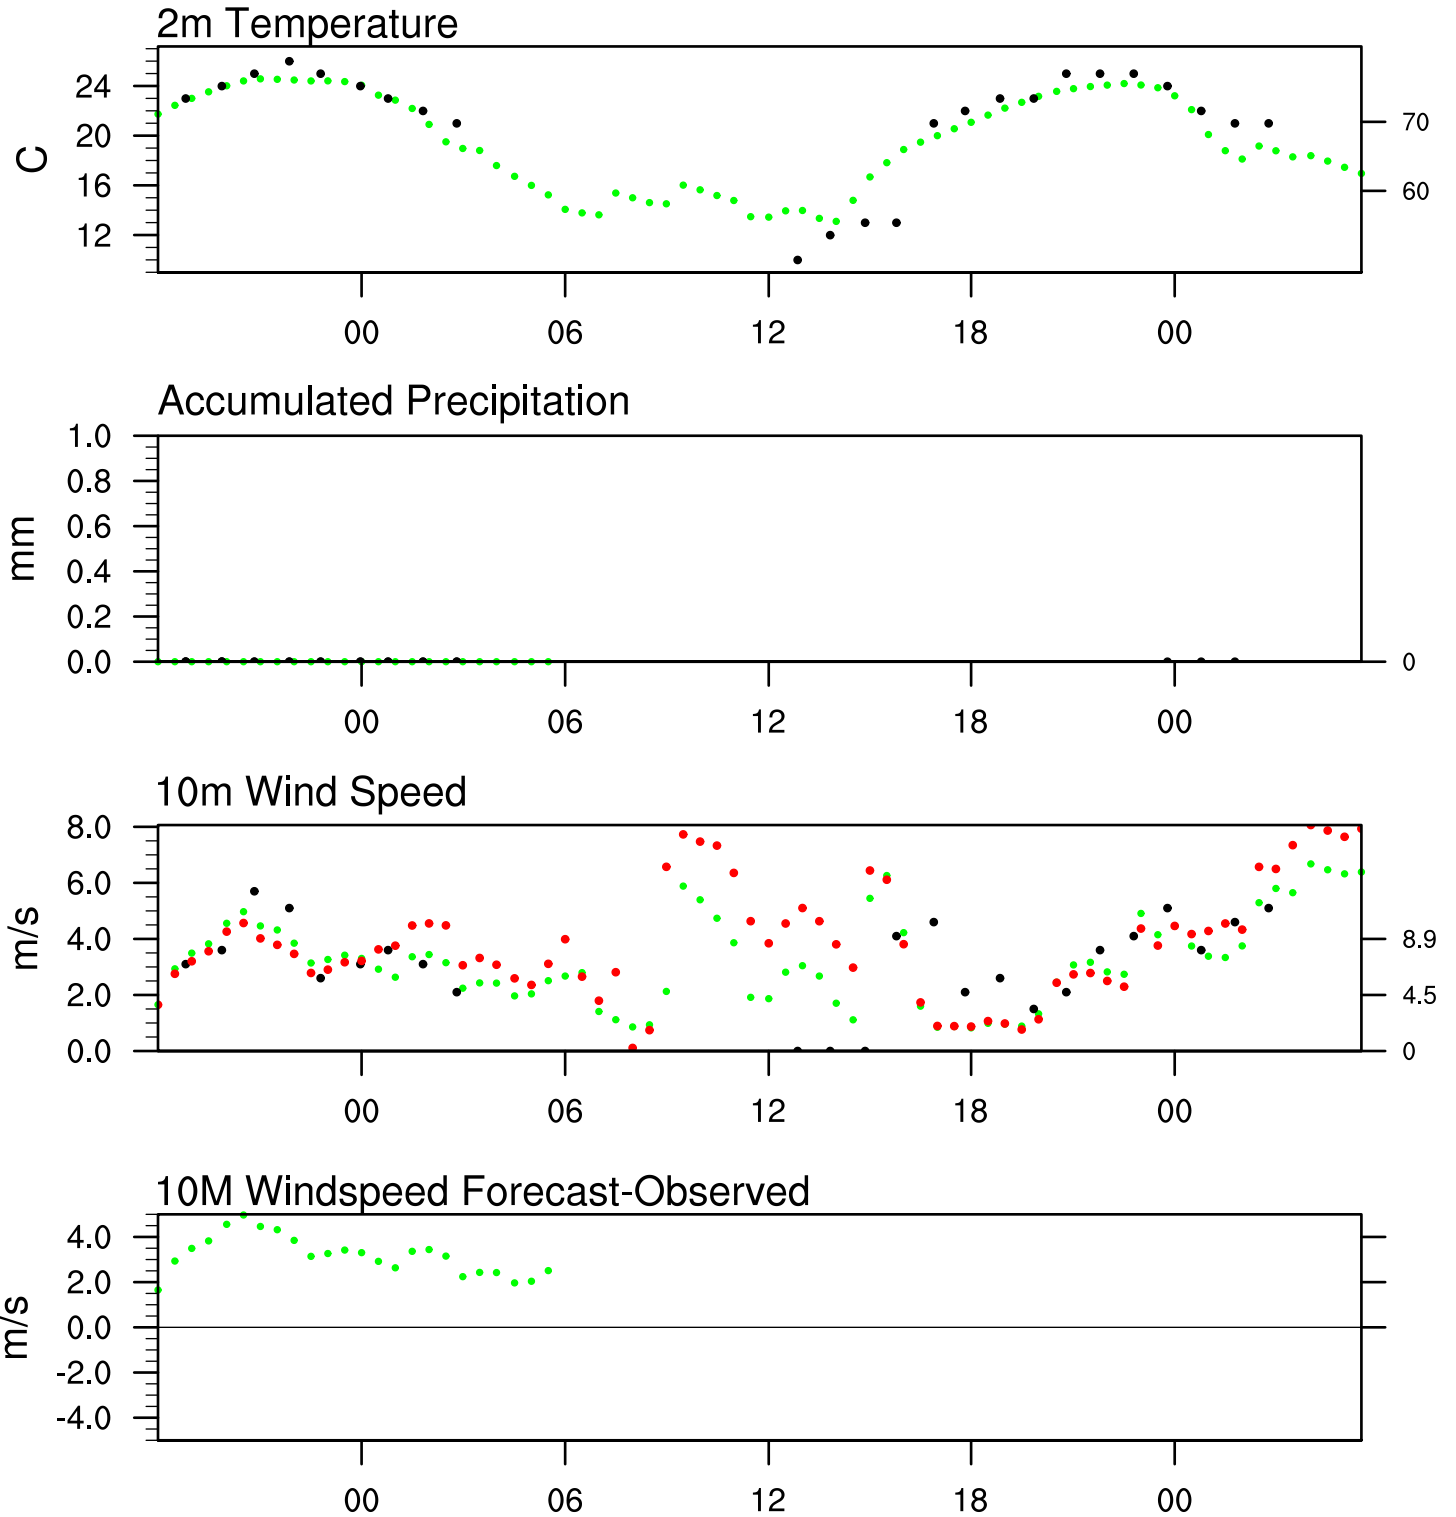 2m Temperature
24
20
16
12
C
70
60
00 06 12 18 00
Accumulated Precipitation
1.0
0.8
0.6
0.4
0.2
0.0
mm
0
00 06 12 18 00
10m Wind Speed
8.0
6.0
4.0
2.0
0.0
m/s
8.9
4.5
0
00 06 12 18 00
10M Windspeed Forecast-Observed
4.0
2.0
0.0
-2.0
-4.0
m/s
00 06 12 18 00